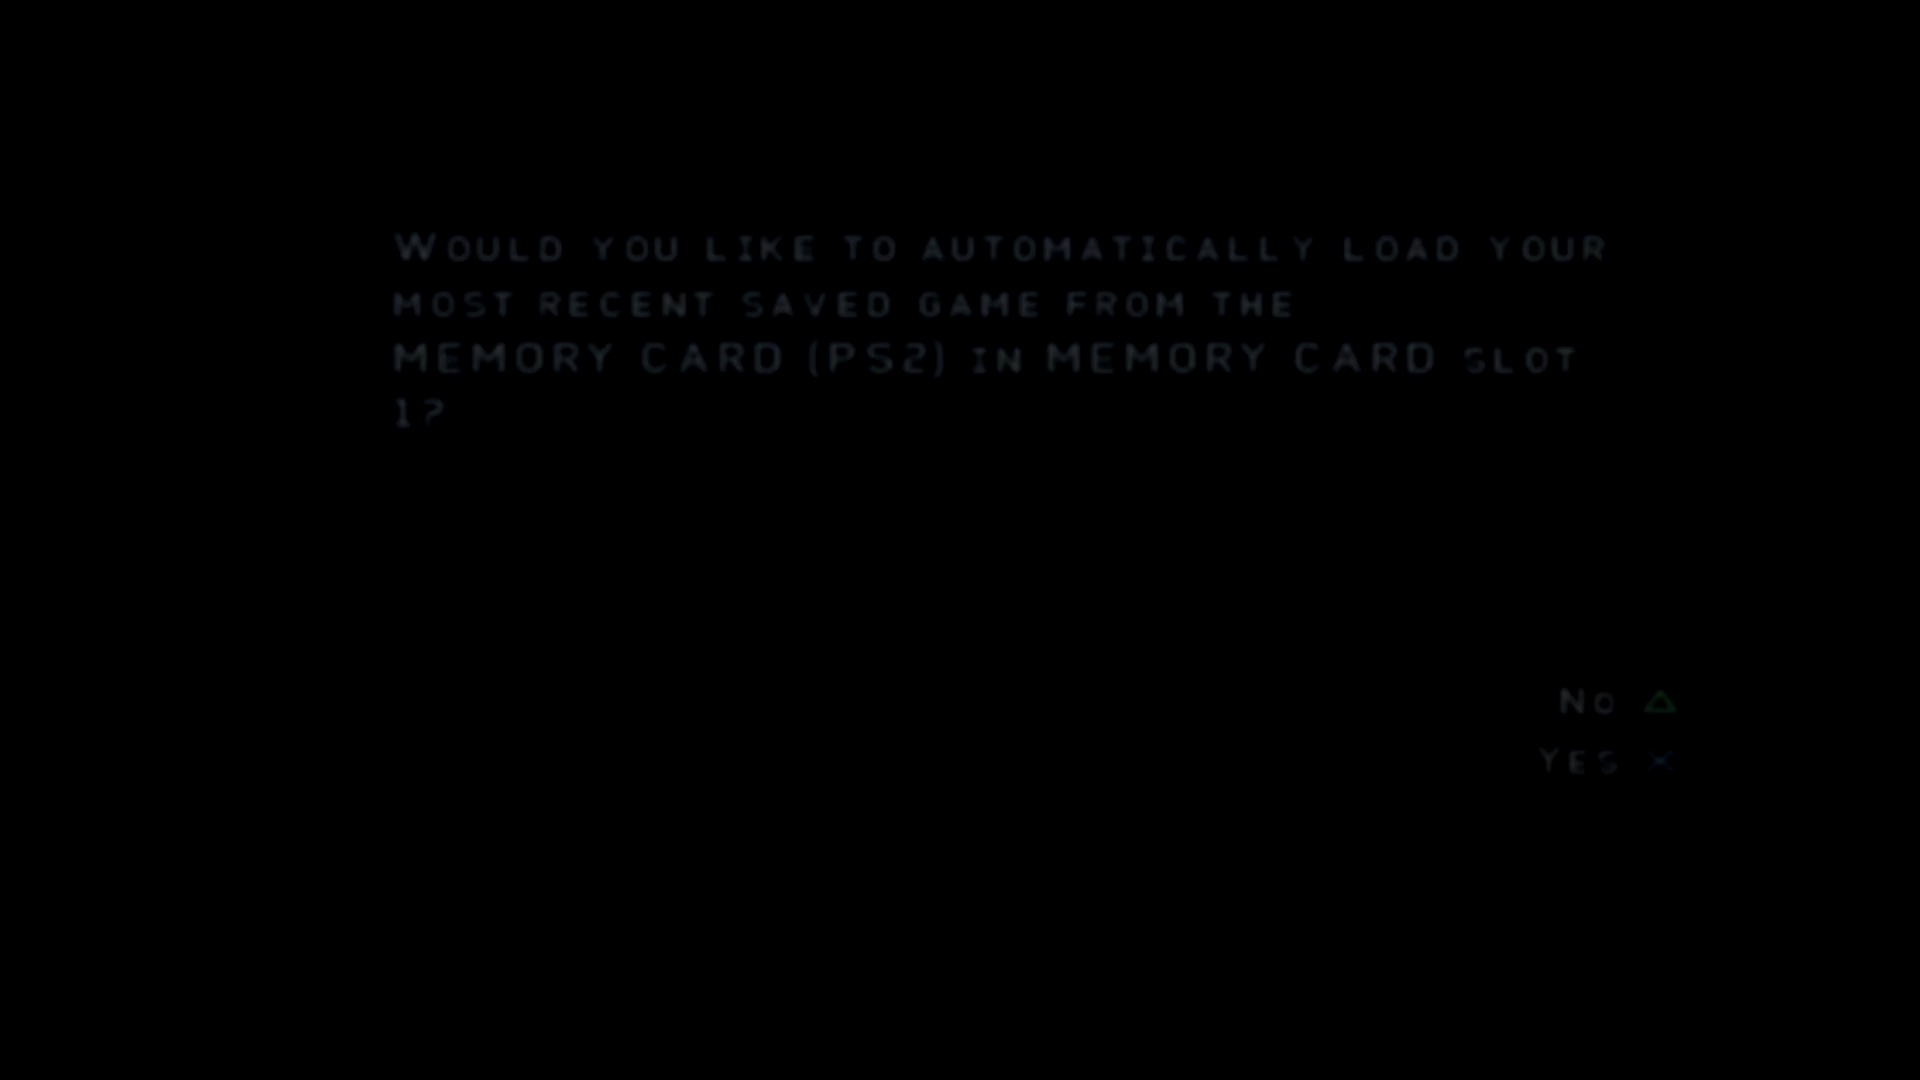 Would you like to automatically load your
most recent saved game from the
MEMORY CARD (PS2) in MEMORY CARD slot
1?
No △
Yes ✕